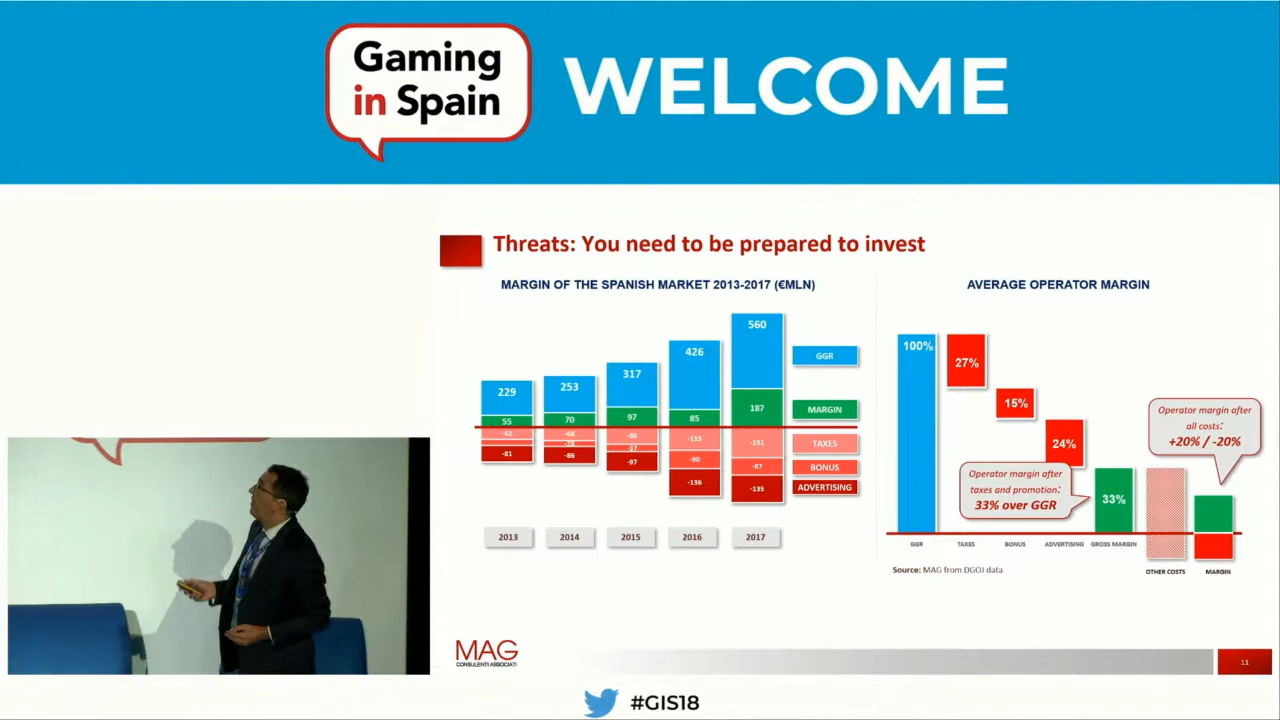 Gaming
in Spain
WELCOME
Threats: You need to be prepared to invest
MARGIN OF THE SPANISH MARKET 2013-2017 (€MLN)
560
426
317
253
229
GGR
187
97
85
70
55
MARGIN
-62
-68
-86
-115
-151
TAXES
-37
-90
-87
BONUS
-81
-86
-97
-136
-135
ADVERTISING
2013
2014
2015
2016
2017
AVERAGE OPERATOR MARGIN
100%
27%
15%
24%
33%
Operator margin after
taxes and promotion:
33% over GGR
Operator margin after
all costs:
+20% / -20%
GGR
TAXES
BONUS
ADVERTISING
GROSS MARGIN
OTHER COSTS
MARGIN
Source: MAG from DGOJ data
MAG
CONSULENTI ASSOCIATI
11
#GIS18